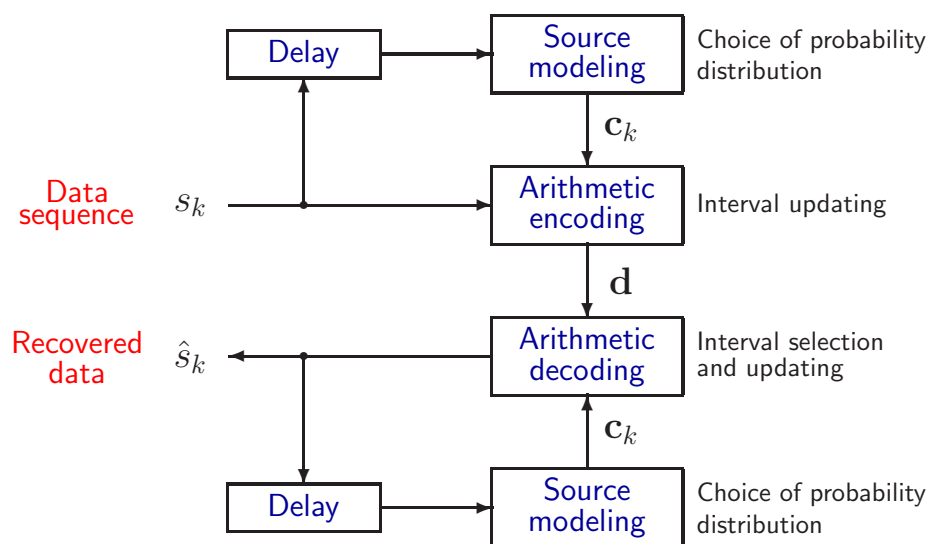 Delay
Source
modeling
Choice of probability
distribution
c_k
Data
sequence
s_k
Arithmetic
encoding
Interval updating
d
Recovered
data
ŝ_k
Arithmetic
decoding
Interval selection
and updating
c_k
Delay
Source
modeling
Choice of probability
distribution